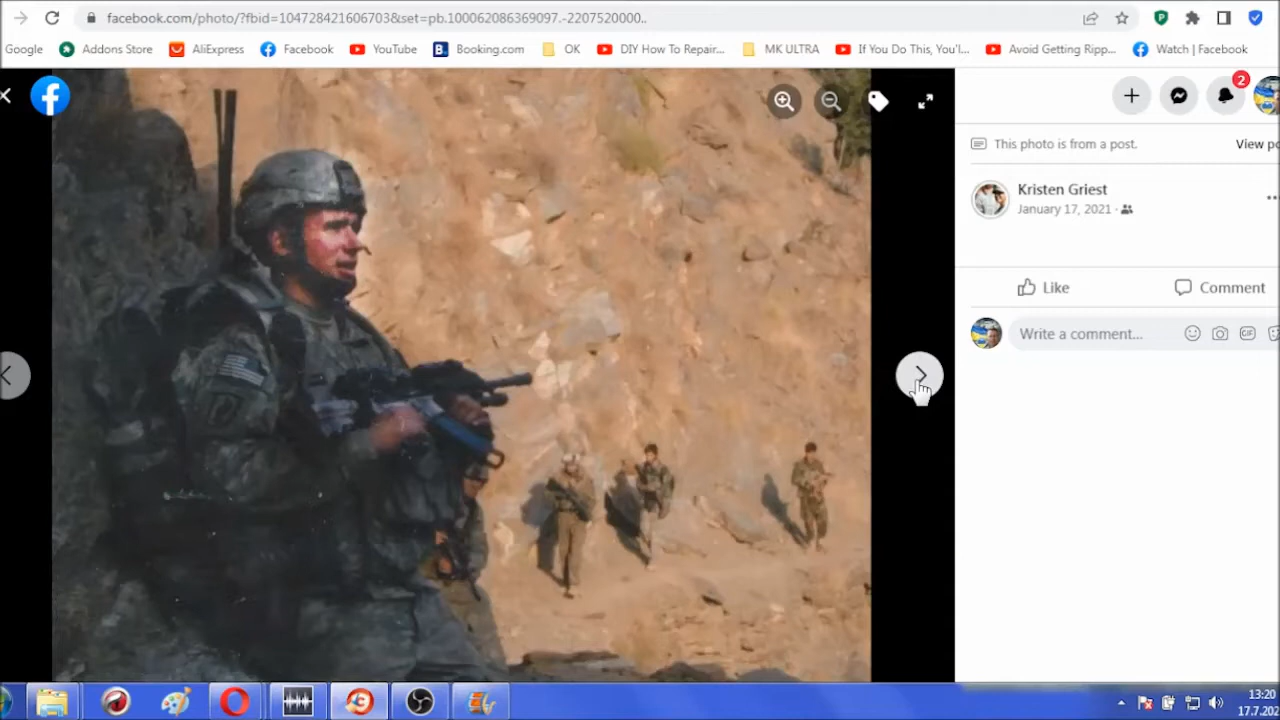 facebook.com/photo/?fbid=104728421606703&set=pb.100062086369097.-2207520000..
Google Addons Store AliExpress Facebook YouTube Booking.com OK DIY How To Repair... MK ULTRA If You Do This, You'l... Avoid Getting Ripp... Watch | Facebook
2
This photo is from a post. View po
Kristen Griest
January 17, 2021
Like Comment
Write a comment...
GIF
13:20
17.7.202